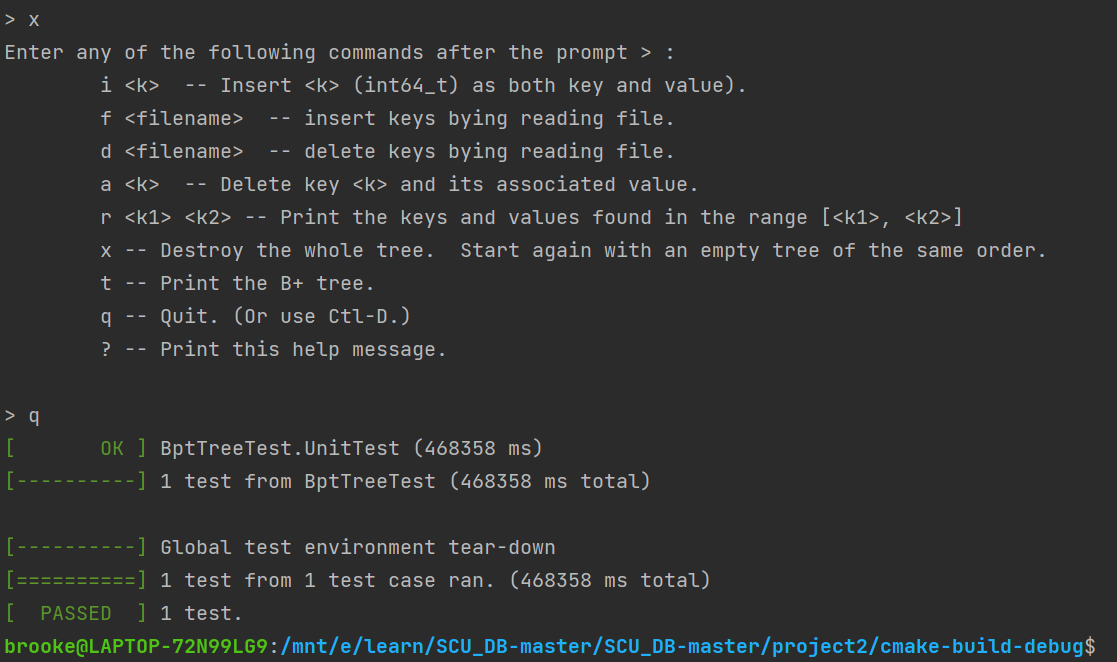 > x
Enter any of the following commands after the prompt > :
        i <k>  -- Insert <k> (int64_t) as both key and value).
        f <filename>  -- insert keys bying reading file.
        d <filename>  -- delete keys bying reading file.
        a <k>  -- Delete key <k> and its associated value.
        r <k1> <k2> -- Print the keys and values found in the range [<k1>, <k2>]
        x -- Destroy the whole tree.  Start again with an empty tree of the same order.
        t -- Print the B+ tree.
        q -- Quit. (Or use Ctl-D.)
        ? -- Print this help message.

> q
[       OK ] BptTreeTest.UnitTest (468358 ms)
[----------] 1 test from BptTreeTest (468358 ms total)

[----------] Global test environment tear-down
[==========] 1 test from 1 test case ran. (468358 ms total)
[  PASSED  ] 1 test.
brooke@LAPTOP-72N99LG9:/mnt/e/learn/SCU_DB-master/SCU_DB-master/project2/cmake-build-debug$